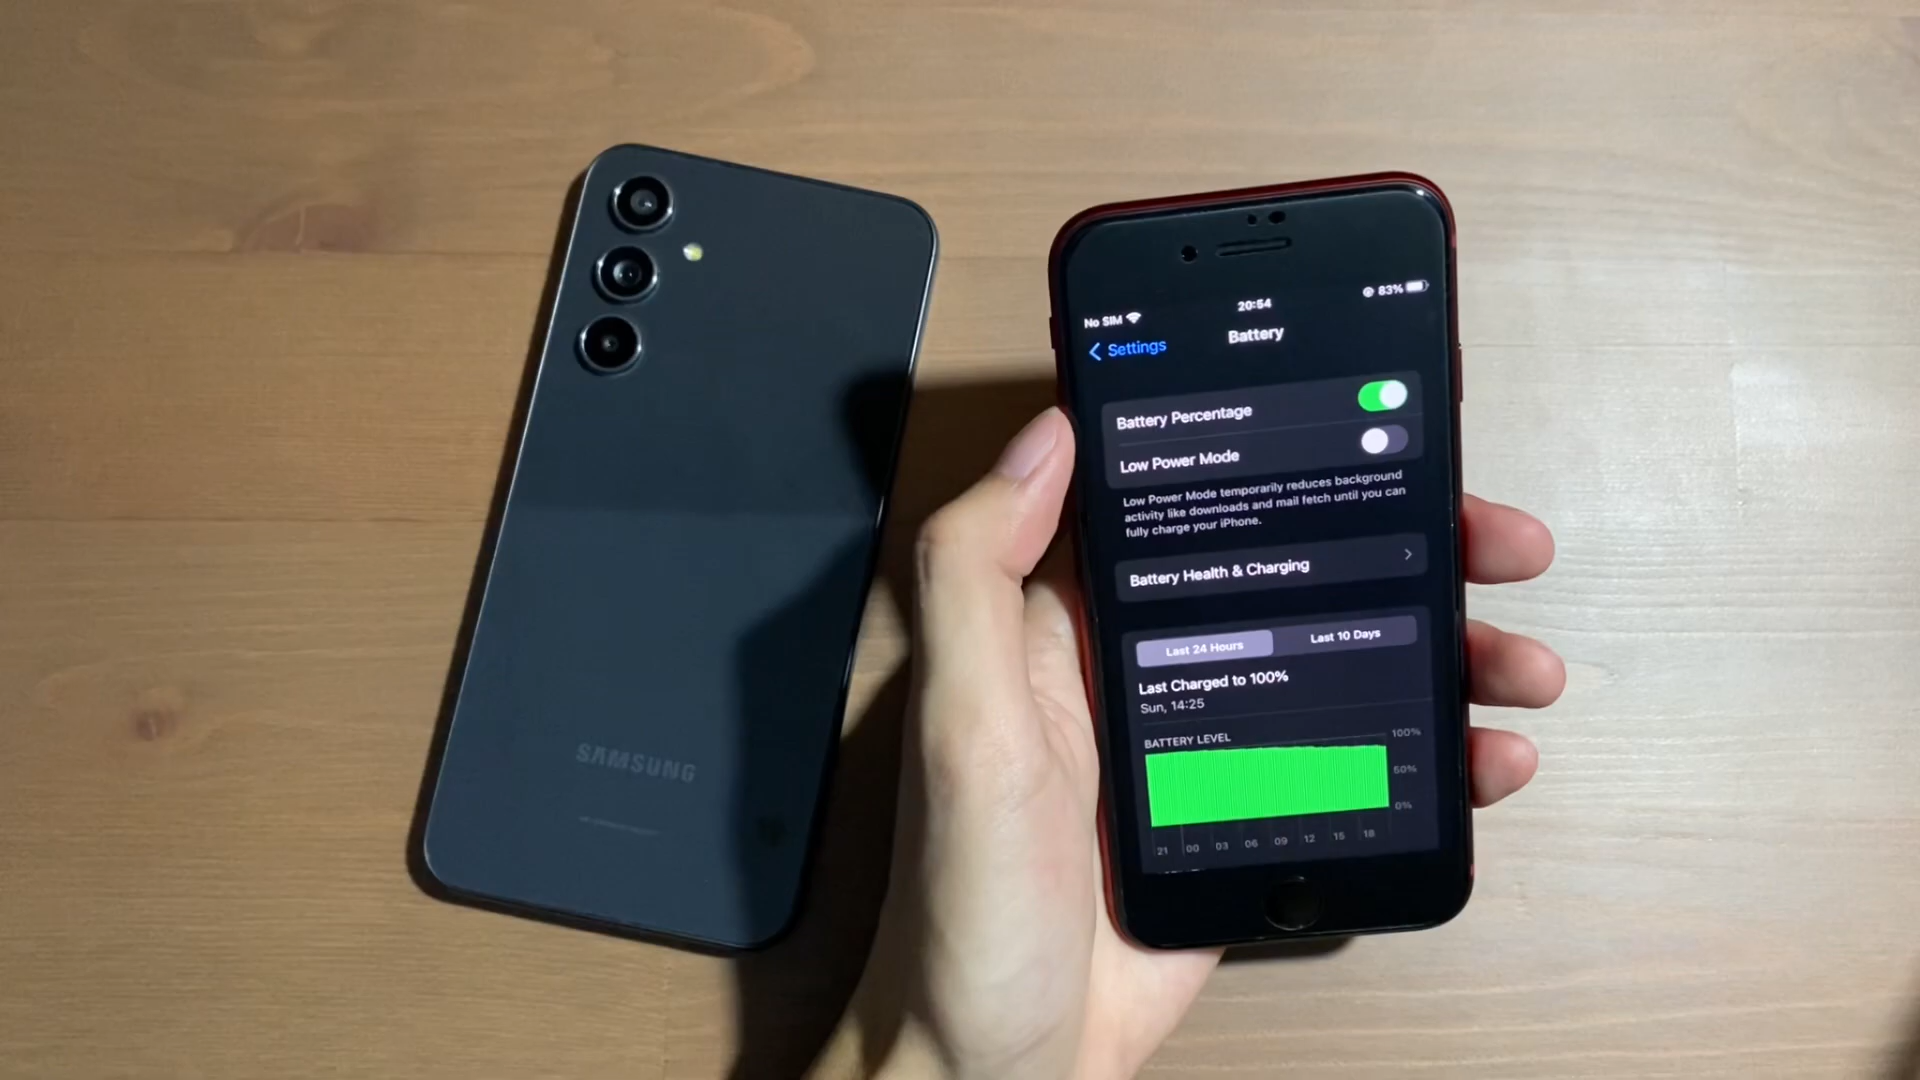 SAMSUNG
No SIM
20:54
83%
Settings
Battery
Battery Percentage
Low Power Mode
Low Power Mode temporarily reduces background
activity like downloads and mail fetch until you can
fully charge your iPhone.
Battery Health & Charging
Last 24 Hours
Last 10 Days
Last Charged to 100%
Sun, 14:25
BATTERY LEVEL
100%
50%
0%
21 00 03 06 09 12 15 18